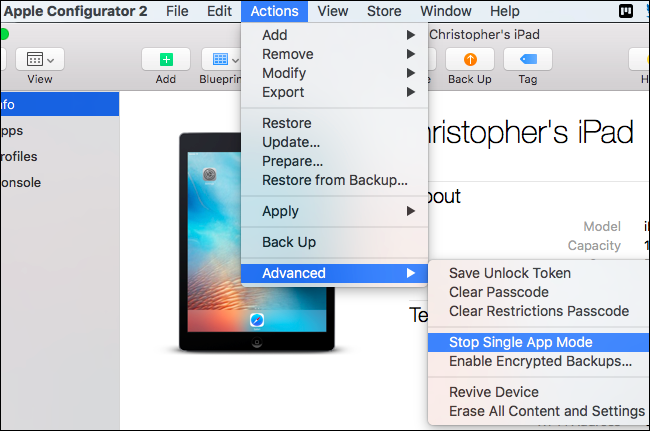 Apple Configurator 2 File Edit Actions View Store Window Help
Christopher's iPad
View Add Back Up Tag
Add
Remove
Modify
Export
Restore
Update...
Prepare...
Restore from Backup...
Apply
Back Up
Advanced
nfo
pps
rofiles
onsole
hristopher's iPad
bout
Model
Capacity
Te
Save Unlock Token
Clear Passcode
Clear Restrictions Passcode
Stop Single App Mode
Enable Encrypted Backups...
Revive Device
Erase All Content and Settings